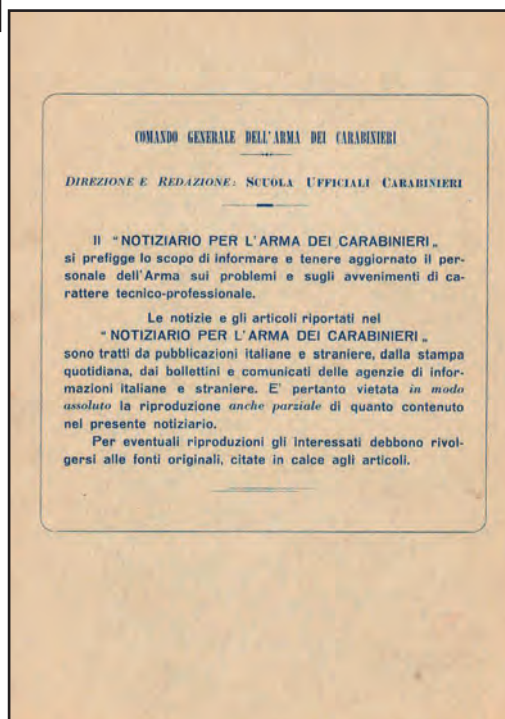 COMANDO GENERALE DELL'ARMA DEI CARABINIERI
DIREZIONE E REDAZIONE: SCUOLA UFFICIALI CARABINIERI
Il "NOTIZIARIO PER L'ARMA DEI CARABINIERI„
si prefigge lo scopo di informare e tenere aggiornato il per-
sonale dell'Arma sui problemi e sugli avvenimenti di ca-
rattere tecnico-professionale.
Le notizie e gli articoli riportati nel
"NOTIZIARIO PER L'ARMA DEI CARABINIERI„
sono tratti da pubblicazioni italiane e straniere, dalla stampa
quotidiana, dai bollettini e comunicati delle agenzie di infor-
mazioni italiane e straniere. E' pertanto vietata in modo
assoluto la riproduzione anche parziale di quanto contenuto
nel presente notiziario.
Per eventuali riproduzioni gli interessati debbono rivol-
gersi alle fonti originali, citate in calce agli articoli.